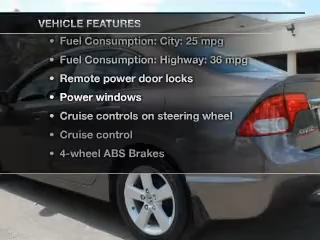 VEHICLE FEATURES
• Fuel Consumption: City: 25 mpg
• Fuel Consumption: Highway: 36 mpg
• Remote power door locks
• Power windows
• Cruise controls on steering wheel
• Cruise control
• 4-wheel ABS Brakes